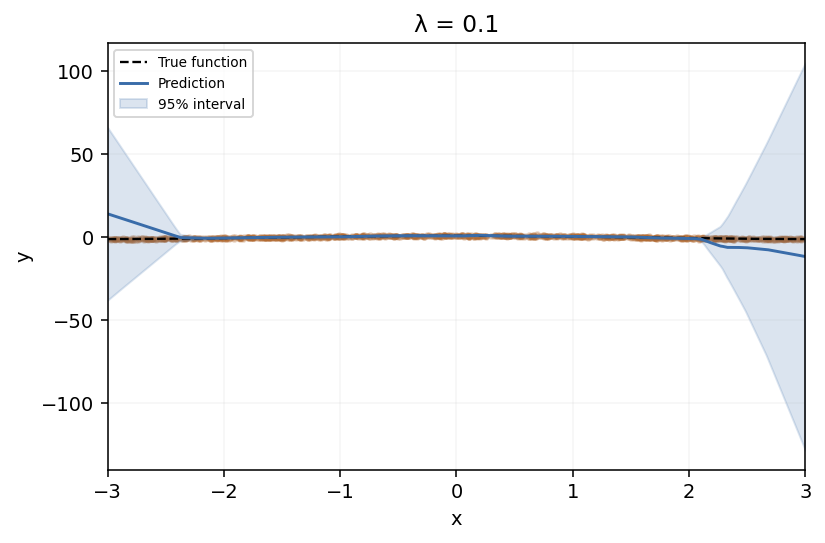 λ = 0.1
True function
Prediction
95% interval
100
50
0
−50
−100
y
−3
−2
−1
0
1
2
3
x